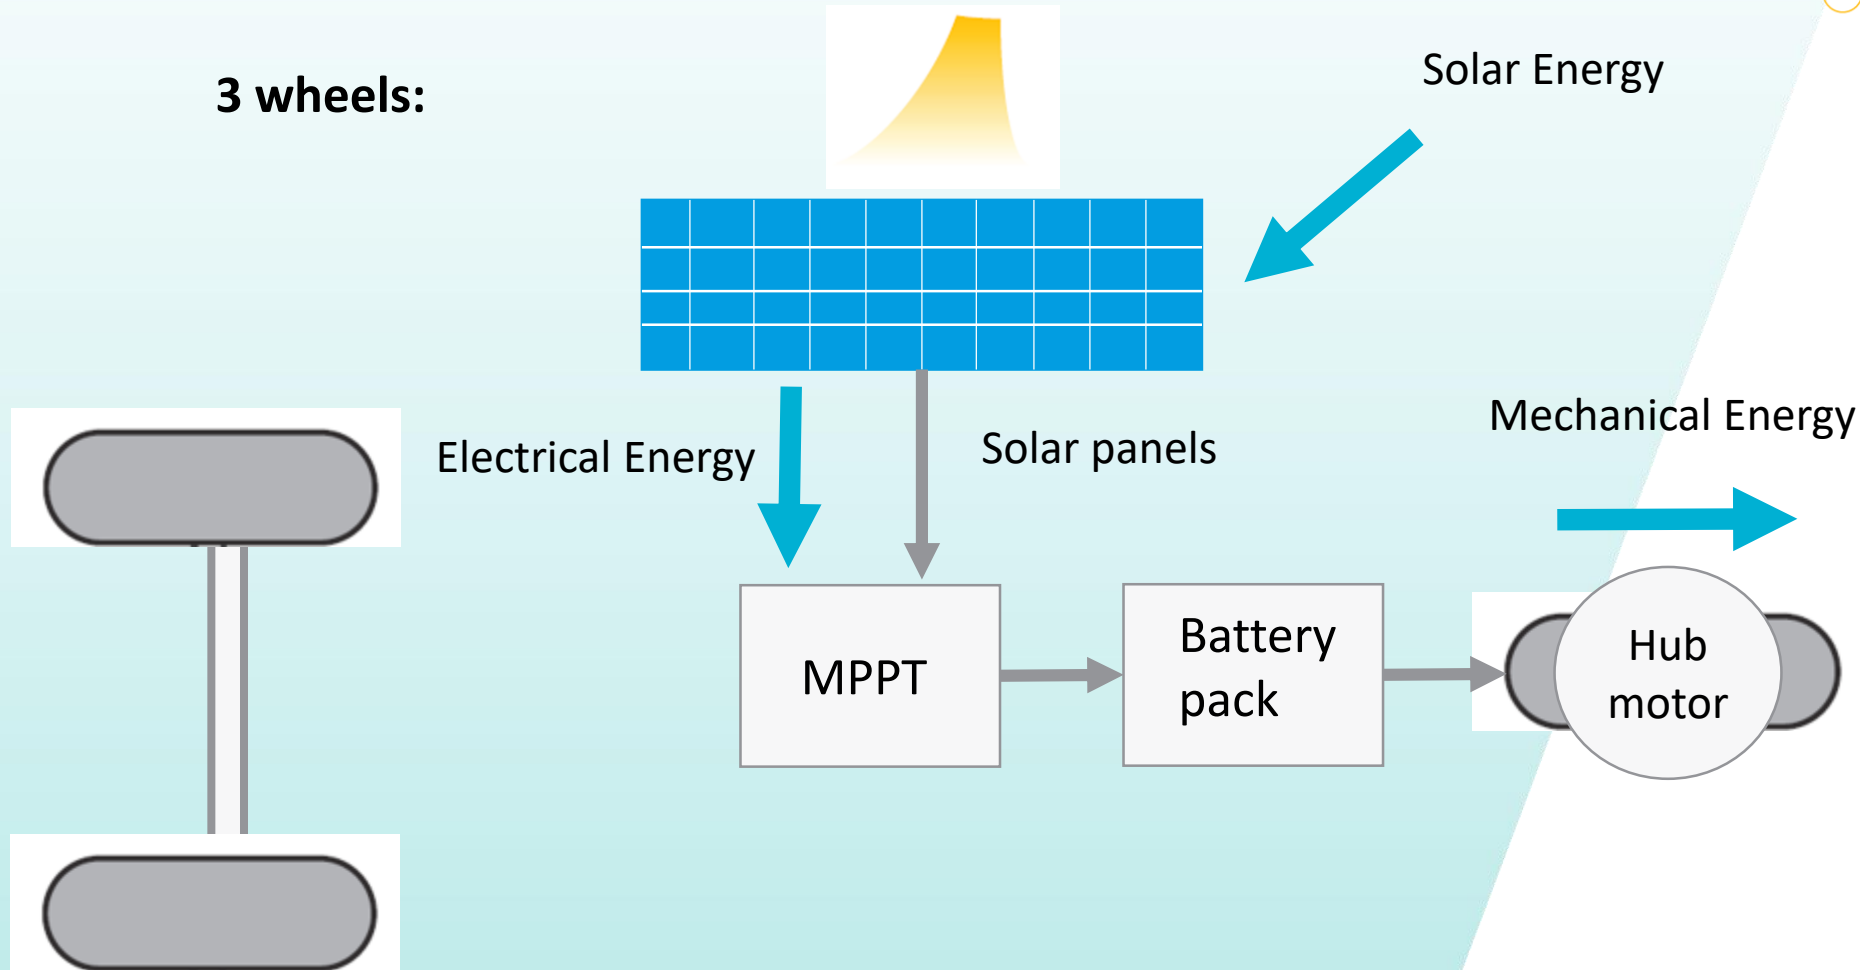 3 wheels:
Solar Energy
Electrical Energy
Solar panels
Mechanical Energy
MPPT
Battery
pack
Hub
motor